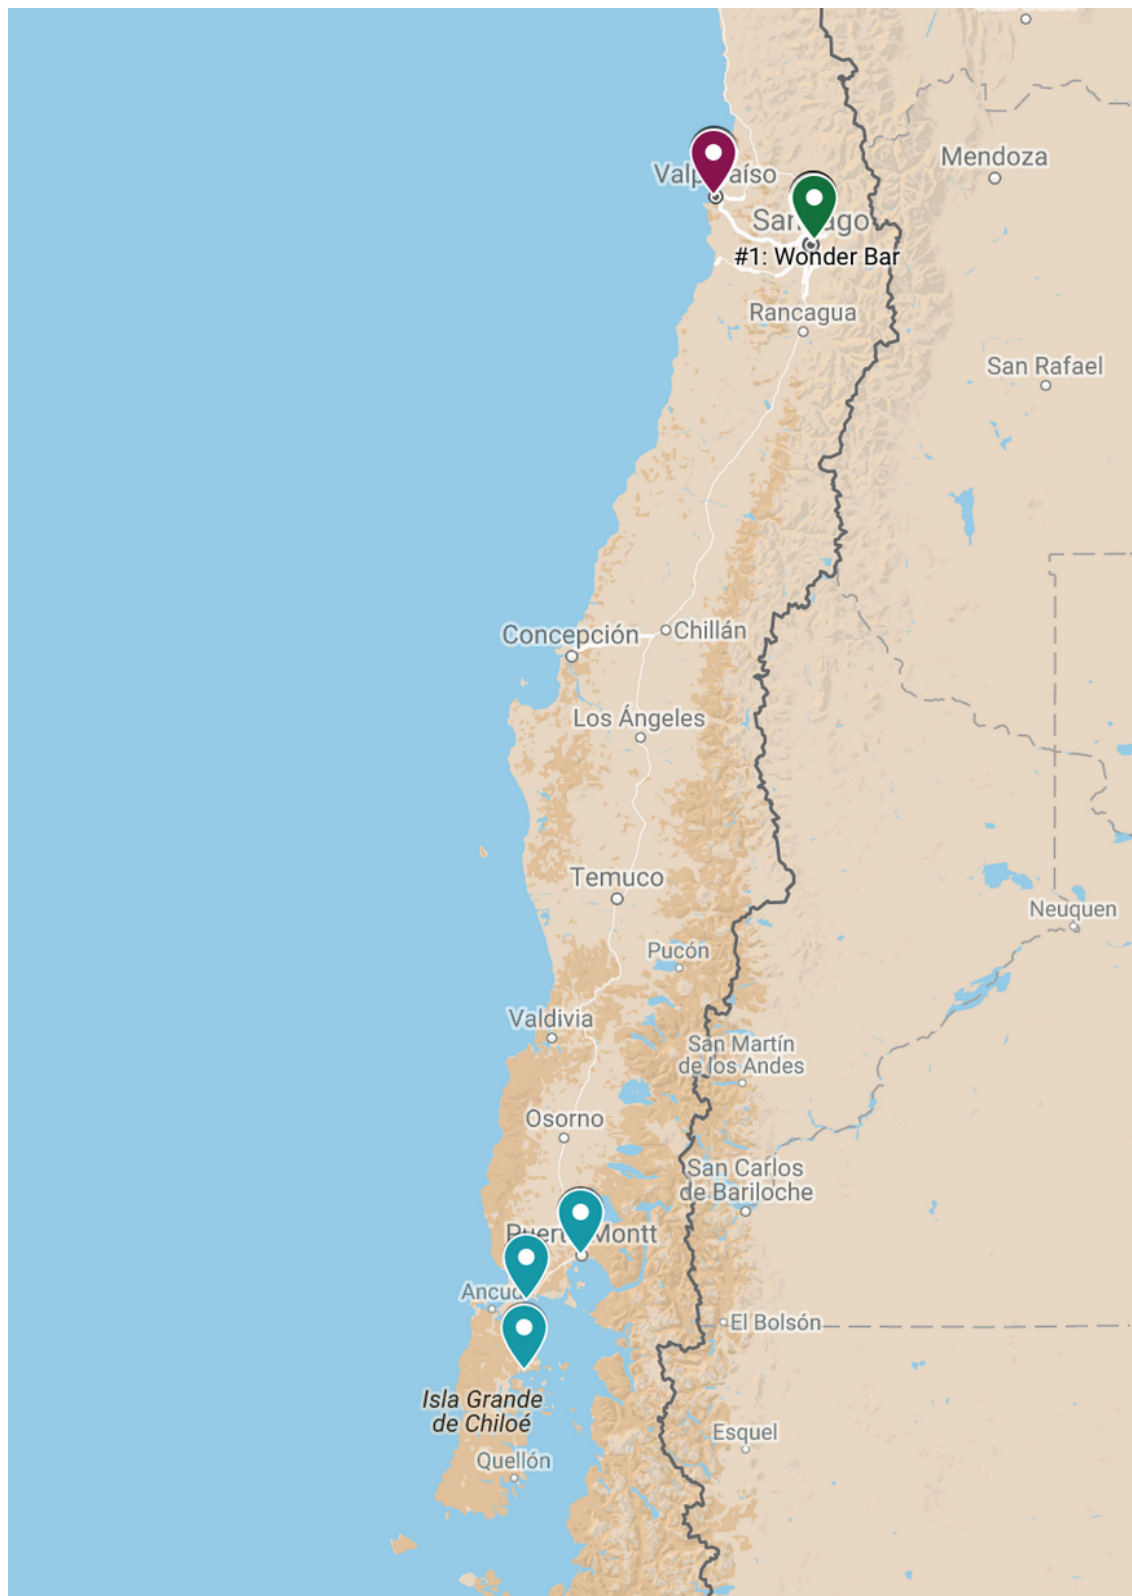 Mendoza
#1: Wonder Bar
Rancagua
San Rafael
Concepción
Chillán
Los Ángeles
Temuco
Neuquen
Pucón
Valdivia
San Martín
de los Andes
Osorno
San Carlos
de Bariloche
Montt
El Bolsón
Isla Grande
de Chiloé
Esquel
Quellón